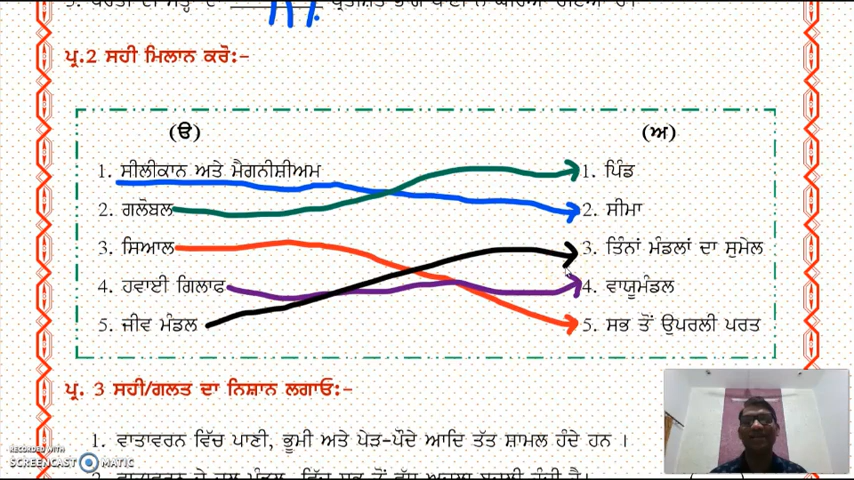 ਪ੍ਰ.2 ਸਹੀ ਮਿਲਾਨ ਕਰੋ:-
(ੳ) (ਅ)
1. ਸੀਲੀਕਾਨ ਅਤੇ ਮੈਗਨੀਸ਼ੀਅਮ 1. ਪਿੰਡ
2. ਗਲੋਬਲ 2. ਸੀਮਾ
3. ਸਿਆਲ 3. ਤਿੰਨਾਂ ਮੰਡਲਾਂ ਦਾ ਸੁਮੇਲ
4. ਹਵਾਈ ਗਿਲਾਫ 4. ਵਾਯੂਮੰਡਲ
5. ਜੀਵ ਮੰਡਲ 5. ਸਭ ਤੋਂ ਉਪਰਲੀ ਪਰਤ
ਪ੍ਰ. 3 ਸਹੀ/ਗਲਤ ਦਾ ਨਿਸ਼ਾਨ ਲਗਾਓ:-
1. ਵਾਤਾਵਰਨ ਵਿੱਚ ਪਾਣੀ, ਭੂਮੀ ਅਤੇ ਪੇੜ-ਪੌਦੇ ਆਦਿ ਤੱਤ ਸ਼ਾਮਲ ਹੰਦੇ ਹਨ ।
RECORDED WITH
SCREENCAST MATIC